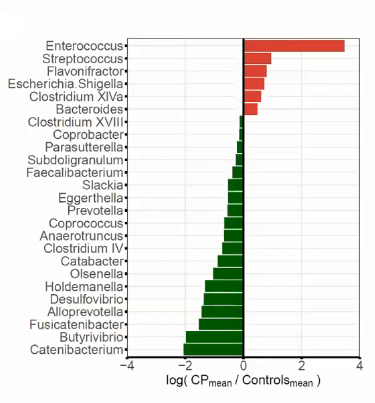 Enterococcus
Streptococcus
Flavonifractor
Escherichia.Shigella
Clostridium XIVa
Bacteroides
Clostridium XVIII
Coprobacter
Parasutterella
Subdoligranulum
Faecalibacterium
Slackia
Eggerthella
Prevotella
Coprococcus
Anaerotruncus
Clostridium IV
Catabacter
Olsenella
Holdemanella
Desulfovibrio
Alloprevotella
Fusicatenibacter
Butyrivibrio
Catenibacterium
−4 −2 0 2 4
log( CPmean / Controlsmean )